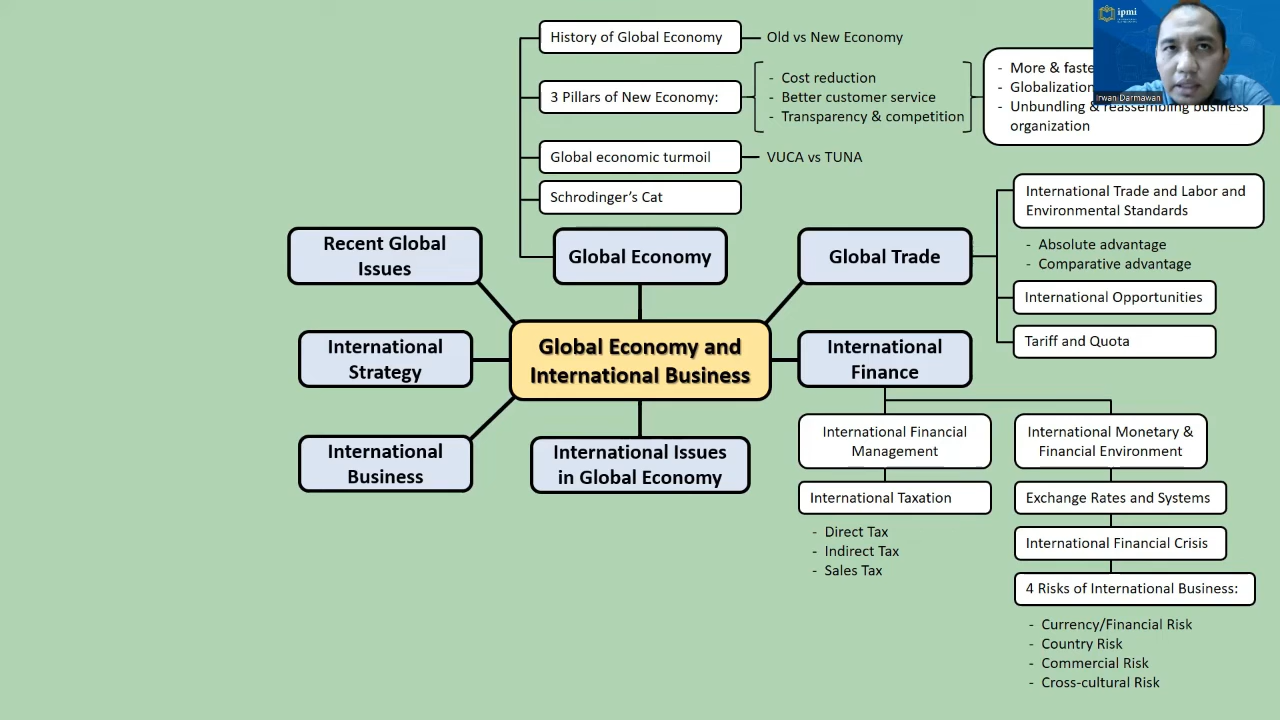 History of Global Economy
Old vs New Economy
3 Pillars of New Economy:
- Cost reduction
- Better customer service
- Transparency & competition
- More &
- Globalization
- Unbundling & reassembling business
organization
ipmi
Irwan Darmawan
Global economic turmoil
VUCA vs TUNA
Schrodinger's Cat
Recent Global
Issues
Global Economy
Global Trade
International Trade and Labor and
Environmental Standards
- Absolute advantage
- Comparative advantage
International Opportunities
Tariff and Quota
International
Strategy
Global Economy and
International Business
International
Finance
International
Business
International Issues
in Global Economy
International Financial
Management
International Taxation
- Direct Tax
- Indirect Tax
- Sales Tax
International Monetary &
Financial Environment
Exchange Rates and Systems
International Financial Crisis
4 Risks of International Business:
- Currency/Financial Risk
- Country Risk
- Commercial Risk
- Cross-cultural Risk